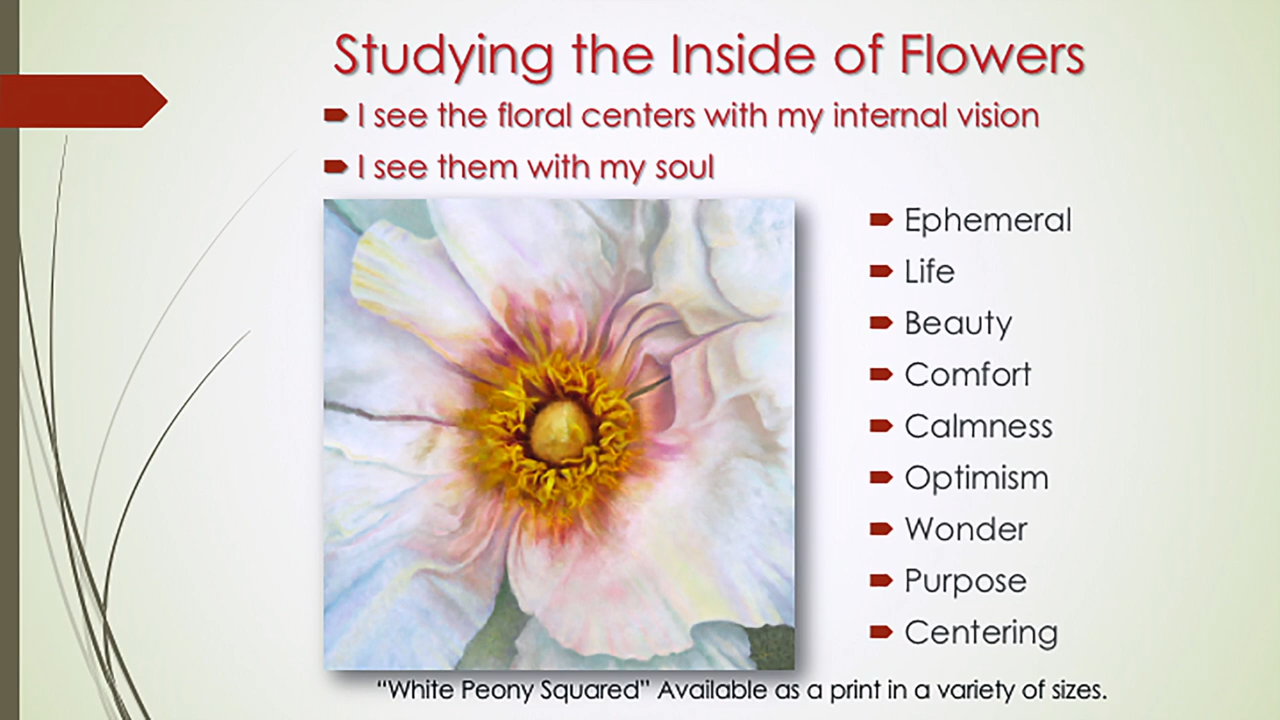 Studying the Inside of Flowers
I see the floral centers with my internal vision
I see them with my soul
Ephemeral
Life
Beauty
Comfort
Calmness
Optimism
Wonder
Purpose
Centering
“White Peony Squared” Available as a print in a variety of sizes.